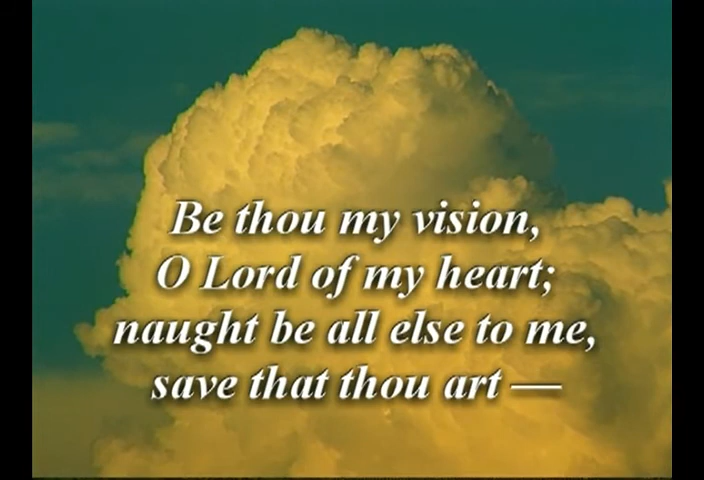 Be thou my vision,
O Lord of my heart;
naught be all else to me,
save that thou art —